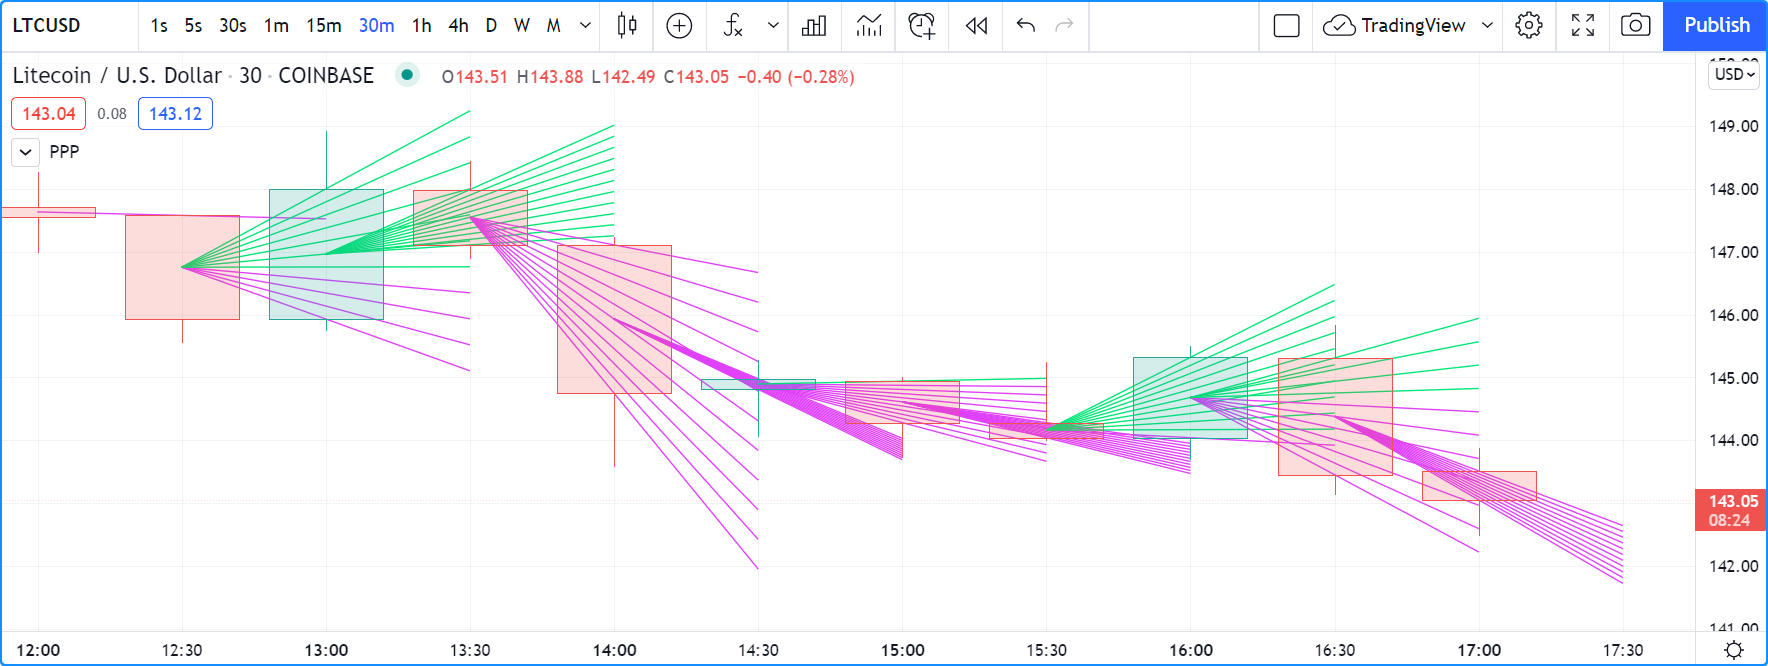 LTCUSD 1s 5s 30s 1m 15m 30m 1h 4h D W M fx TradingView Publish
Litecoin / U.S. Dollar · 30 · COINBASE O143.51 H143.88 L142.49 C143.05 −0.40 (−0.28%) USD
143.04 0.08 143.12
PPP
149.00
148.00
147.00
146.00
145.00
144.00
143.05
08:24
142.00
141.00
12:00 12:30 13:00 13:30 14:00 14:30 15:00 15:30 16:00 16:30 17:00 17:30